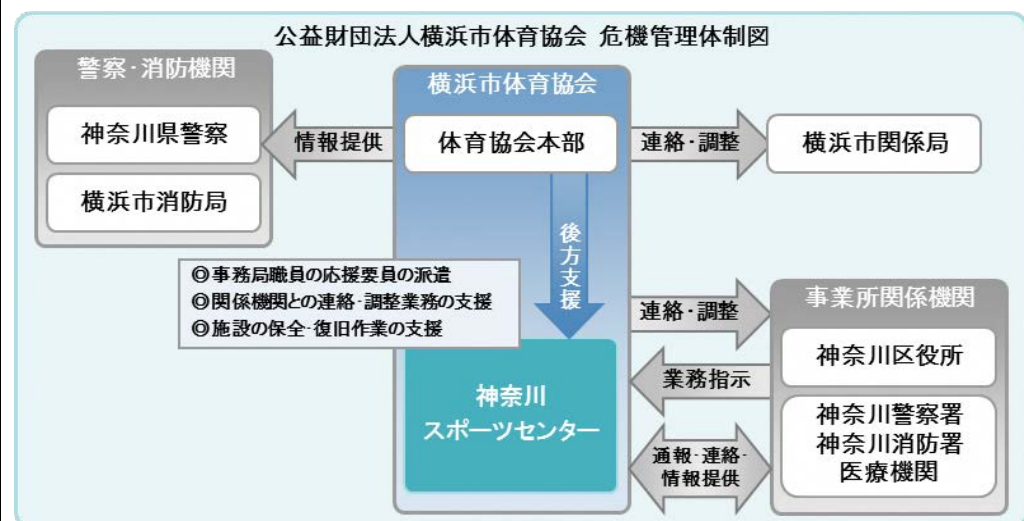 公益財団法人横浜市体育協会 危機管理体制図
警察・消防機関
神奈川県警察
横浜市消防局
情報提供
横浜市体育協会
体育協会本部
連絡・調整
横浜市関係局
後方支援
◎事務局職員の応援要員の派遣
◎関係機関との連絡・調整業務の支援
◎施設の保全・復旧作業の支援
神奈川
スポーツセンター
連絡・調整
業務指示
通報・連絡・
情報提供
事業所関係機関
神奈川区役所
神奈川警察署
神奈川消防署
医療機関